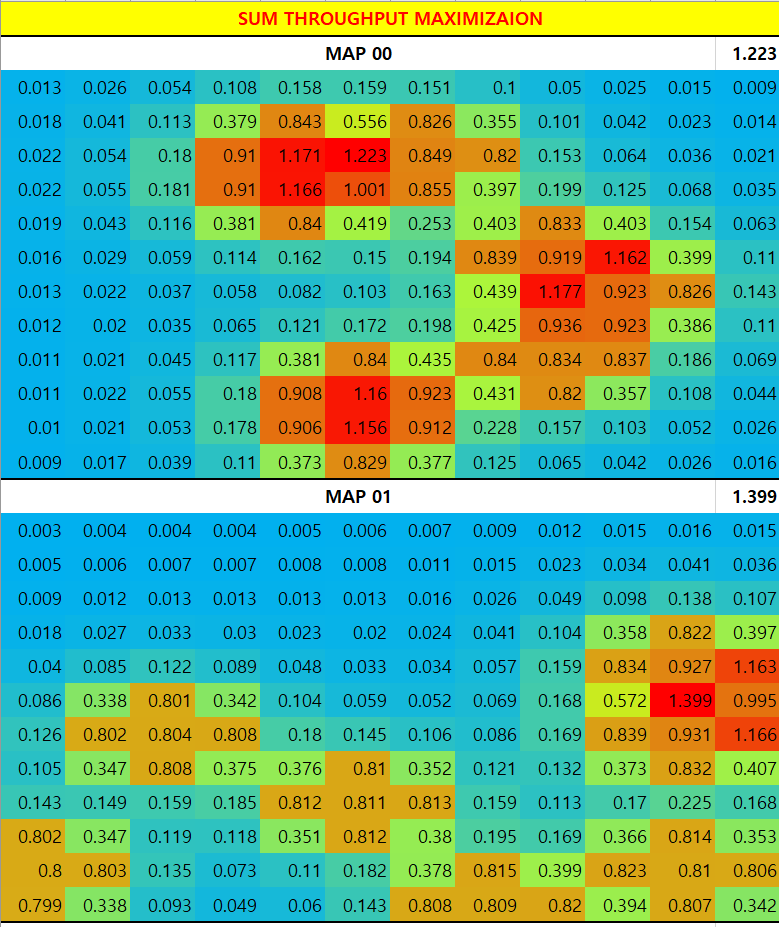 SUM THROUGHPUT MAXIMIZAION
MAP 00 1.223
0.013 0.026 0.054 0.108 0.158 0.159 0.151 0.1 0.05 0.025 0.015 0.009
0.018 0.041 0.113 0.379 0.843 0.556 0.826 0.355 0.101 0.042 0.023 0.014
0.022 0.054 0.18 0.91 1.171 1.223 0.849 0.82 0.153 0.064 0.036 0.021
0.022 0.055 0.181 0.91 1.166 1.001 0.855 0.397 0.199 0.125 0.068 0.035
0.019 0.043 0.116 0.381 0.84 0.419 0.253 0.403 0.833 0.403 0.154 0.063
0.016 0.029 0.059 0.114 0.162 0.15 0.194 0.839 0.919 1.162 0.399 0.11
0.013 0.022 0.037 0.058 0.082 0.103 0.163 0.439 1.177 0.923 0.826 0.143
0.012 0.02 0.035 0.065 0.121 0.172 0.198 0.425 0.936 0.923 0.386 0.11
0.011 0.021 0.045 0.117 0.381 0.84 0.435 0.84 0.834 0.837 0.186 0.069
0.011 0.022 0.055 0.18 0.908 1.16 0.923 0.431 0.82 0.357 0.108 0.044
0.01 0.021 0.053 0.178 0.906 1.156 0.912 0.228 0.157 0.103 0.052 0.026
0.009 0.017 0.039 0.11 0.373 0.829 0.377 0.125 0.065 0.042 0.026 0.016
MAP 01 1.399
0.003 0.004 0.004 0.004 0.005 0.006 0.007 0.009 0.012 0.015 0.016 0.015
0.005 0.006 0.007 0.007 0.008 0.008 0.011 0.015 0.023 0.034 0.041 0.036
0.009 0.012 0.013 0.013 0.013 0.013 0.016 0.026 0.049 0.098 0.138 0.107
0.018 0.027 0.033 0.03 0.023 0.02 0.024 0.041 0.104 0.358 0.822 0.397
0.04 0.085 0.122 0.089 0.048 0.033 0.034 0.057 0.159 0.834 0.927 1.163
0.086 0.338 0.801 0.342 0.104 0.059 0.052 0.069 0.168 0.572 1.399 0.995
0.126 0.802 0.804 0.808 0.18 0.145 0.106 0.086 0.169 0.839 0.931 1.166
0.105 0.347 0.808 0.375 0.376 0.81 0.352 0.121 0.132 0.373 0.832 0.407
0.143 0.149 0.159 0.185 0.812 0.811 0.813 0.159 0.113 0.17 0.225 0.168
0.802 0.347 0.119 0.118 0.351 0.812 0.38 0.195 0.169 0.366 0.814 0.353
0.8 0.803 0.135 0.073 0.11 0.182 0.378 0.815 0.399 0.823 0.81 0.806
0.799 0.338 0.093 0.049 0.06 0.143 0.808 0.809 0.82 0.394 0.807 0.342